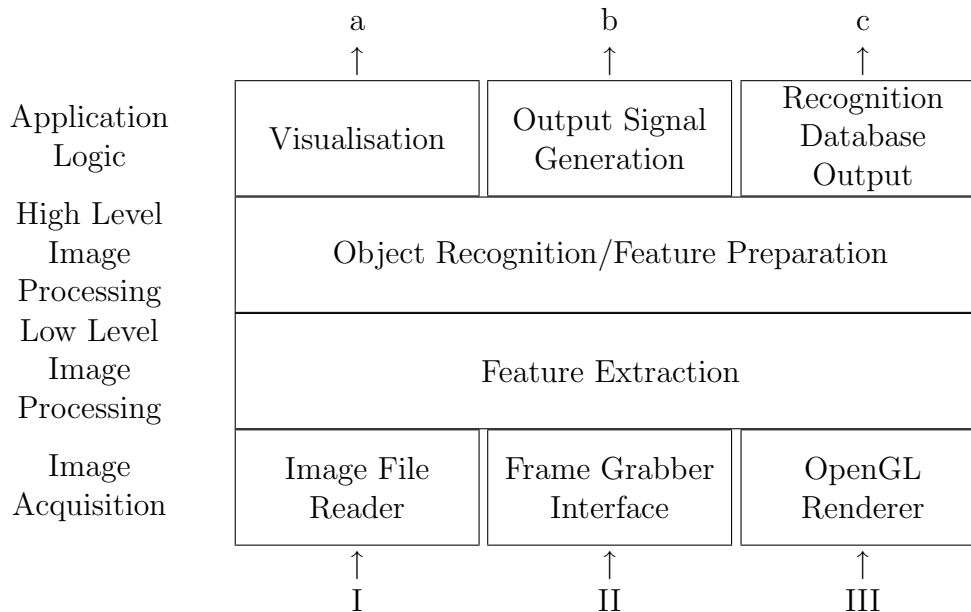 a
b
c
↑
↑
↑
Application
Logic
Visualisation
Output Signal
Generation
Recognition
Database
Output
High Level
Image
Processing
Object Recognition/Feature Preparation
Low Level
Image
Processing
Feature Extraction
Image
Acquisition
Image File
Reader
Frame Grabber
Interface
OpenGL
Renderer
↑
↑
↑
I
II
III